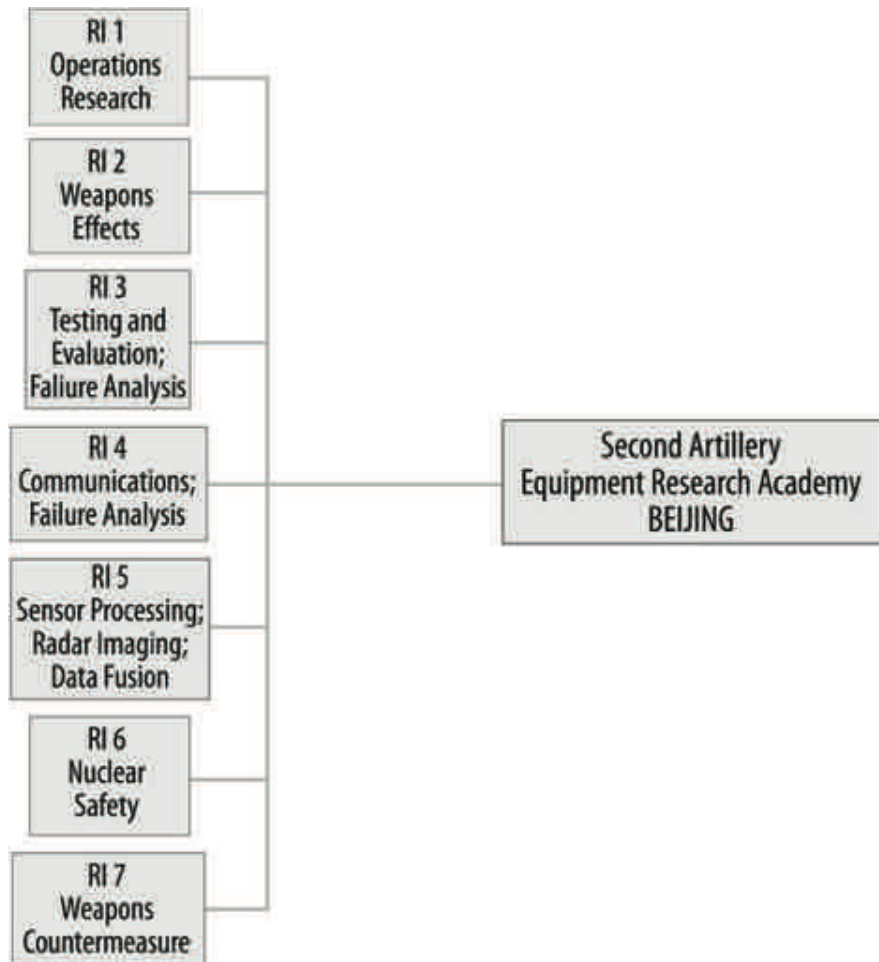 RI 1
Operations
Research
RI 2
Weapons
Effects
RI 3
Testing and
Evaluation;
Faliure Analysis
RI 4
Communications;
Failure Analysis
RI 5
Sensor Processing;
Radar Imaging;
Data Fusion
RI 6
Nuclear
Safety
RI 7
Weapons
Countermeasure
Second Artillery
Equipment Research Academy
BEIJING